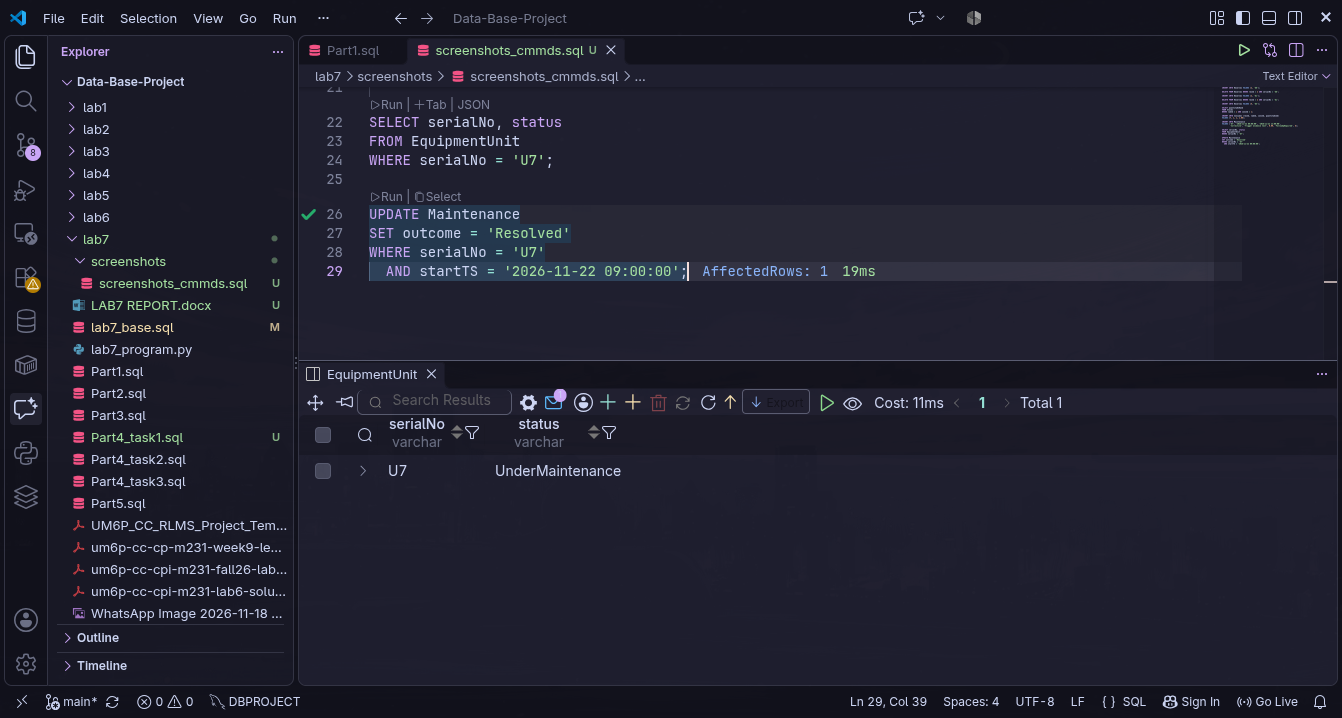 File Edit Selection View Go Run ··· Data-Base-Project
Explorer ···
Data-Base-Project
lab1
lab2
lab3
lab4
lab5
lab6
lab7
screenshots
screenshots_cmmds.sql U
LAB7 REPORT.docx U
lab7_base.sql M
lab7_program.py
Part1.sql
Part2.sql
Part3.sql
Part4_task1.sql U
Part4_task2.sql
Part4_task3.sql
Part5.sql
UM6P_CC_RLMS_Project_Tem...
um6p-cc-cp-m231-week9-le...
um6p-cc-cpi-m231-fall26-lab...
um6p-cc-cpi-m231-lab6-solu...
WhatsApp Image 2026-11-18 ...
Outline
Timeline
8
Part1.sql screenshots_cmmds.sql U
lab7 > screenshots > screenshots_cmmds.sql > ... Text Editor
21
Run | +Tab | JSON
22 SELECT serialNo, status
23 FROM EquipmentUnit
24 WHERE serialNo = 'U7';
25
Run | Select
26 UPDATE Maintenance
27 SET outcome = 'Resolved'
28 WHERE serialNo = 'U7'
29 AND startTS = '2026-11-22 09:00:00'; AffectedRows: 1 19ms
EquipmentUnit ···
Search Results Export Cost: 11ms < 1 > Total 1
serialNo status
varchar varchar
U7 UnderMaintenance
main* 0 0 DBPROJECT Ln 29, Col 39 Spaces: 4 UTF-8 LF { } SQL Sign In Go Live